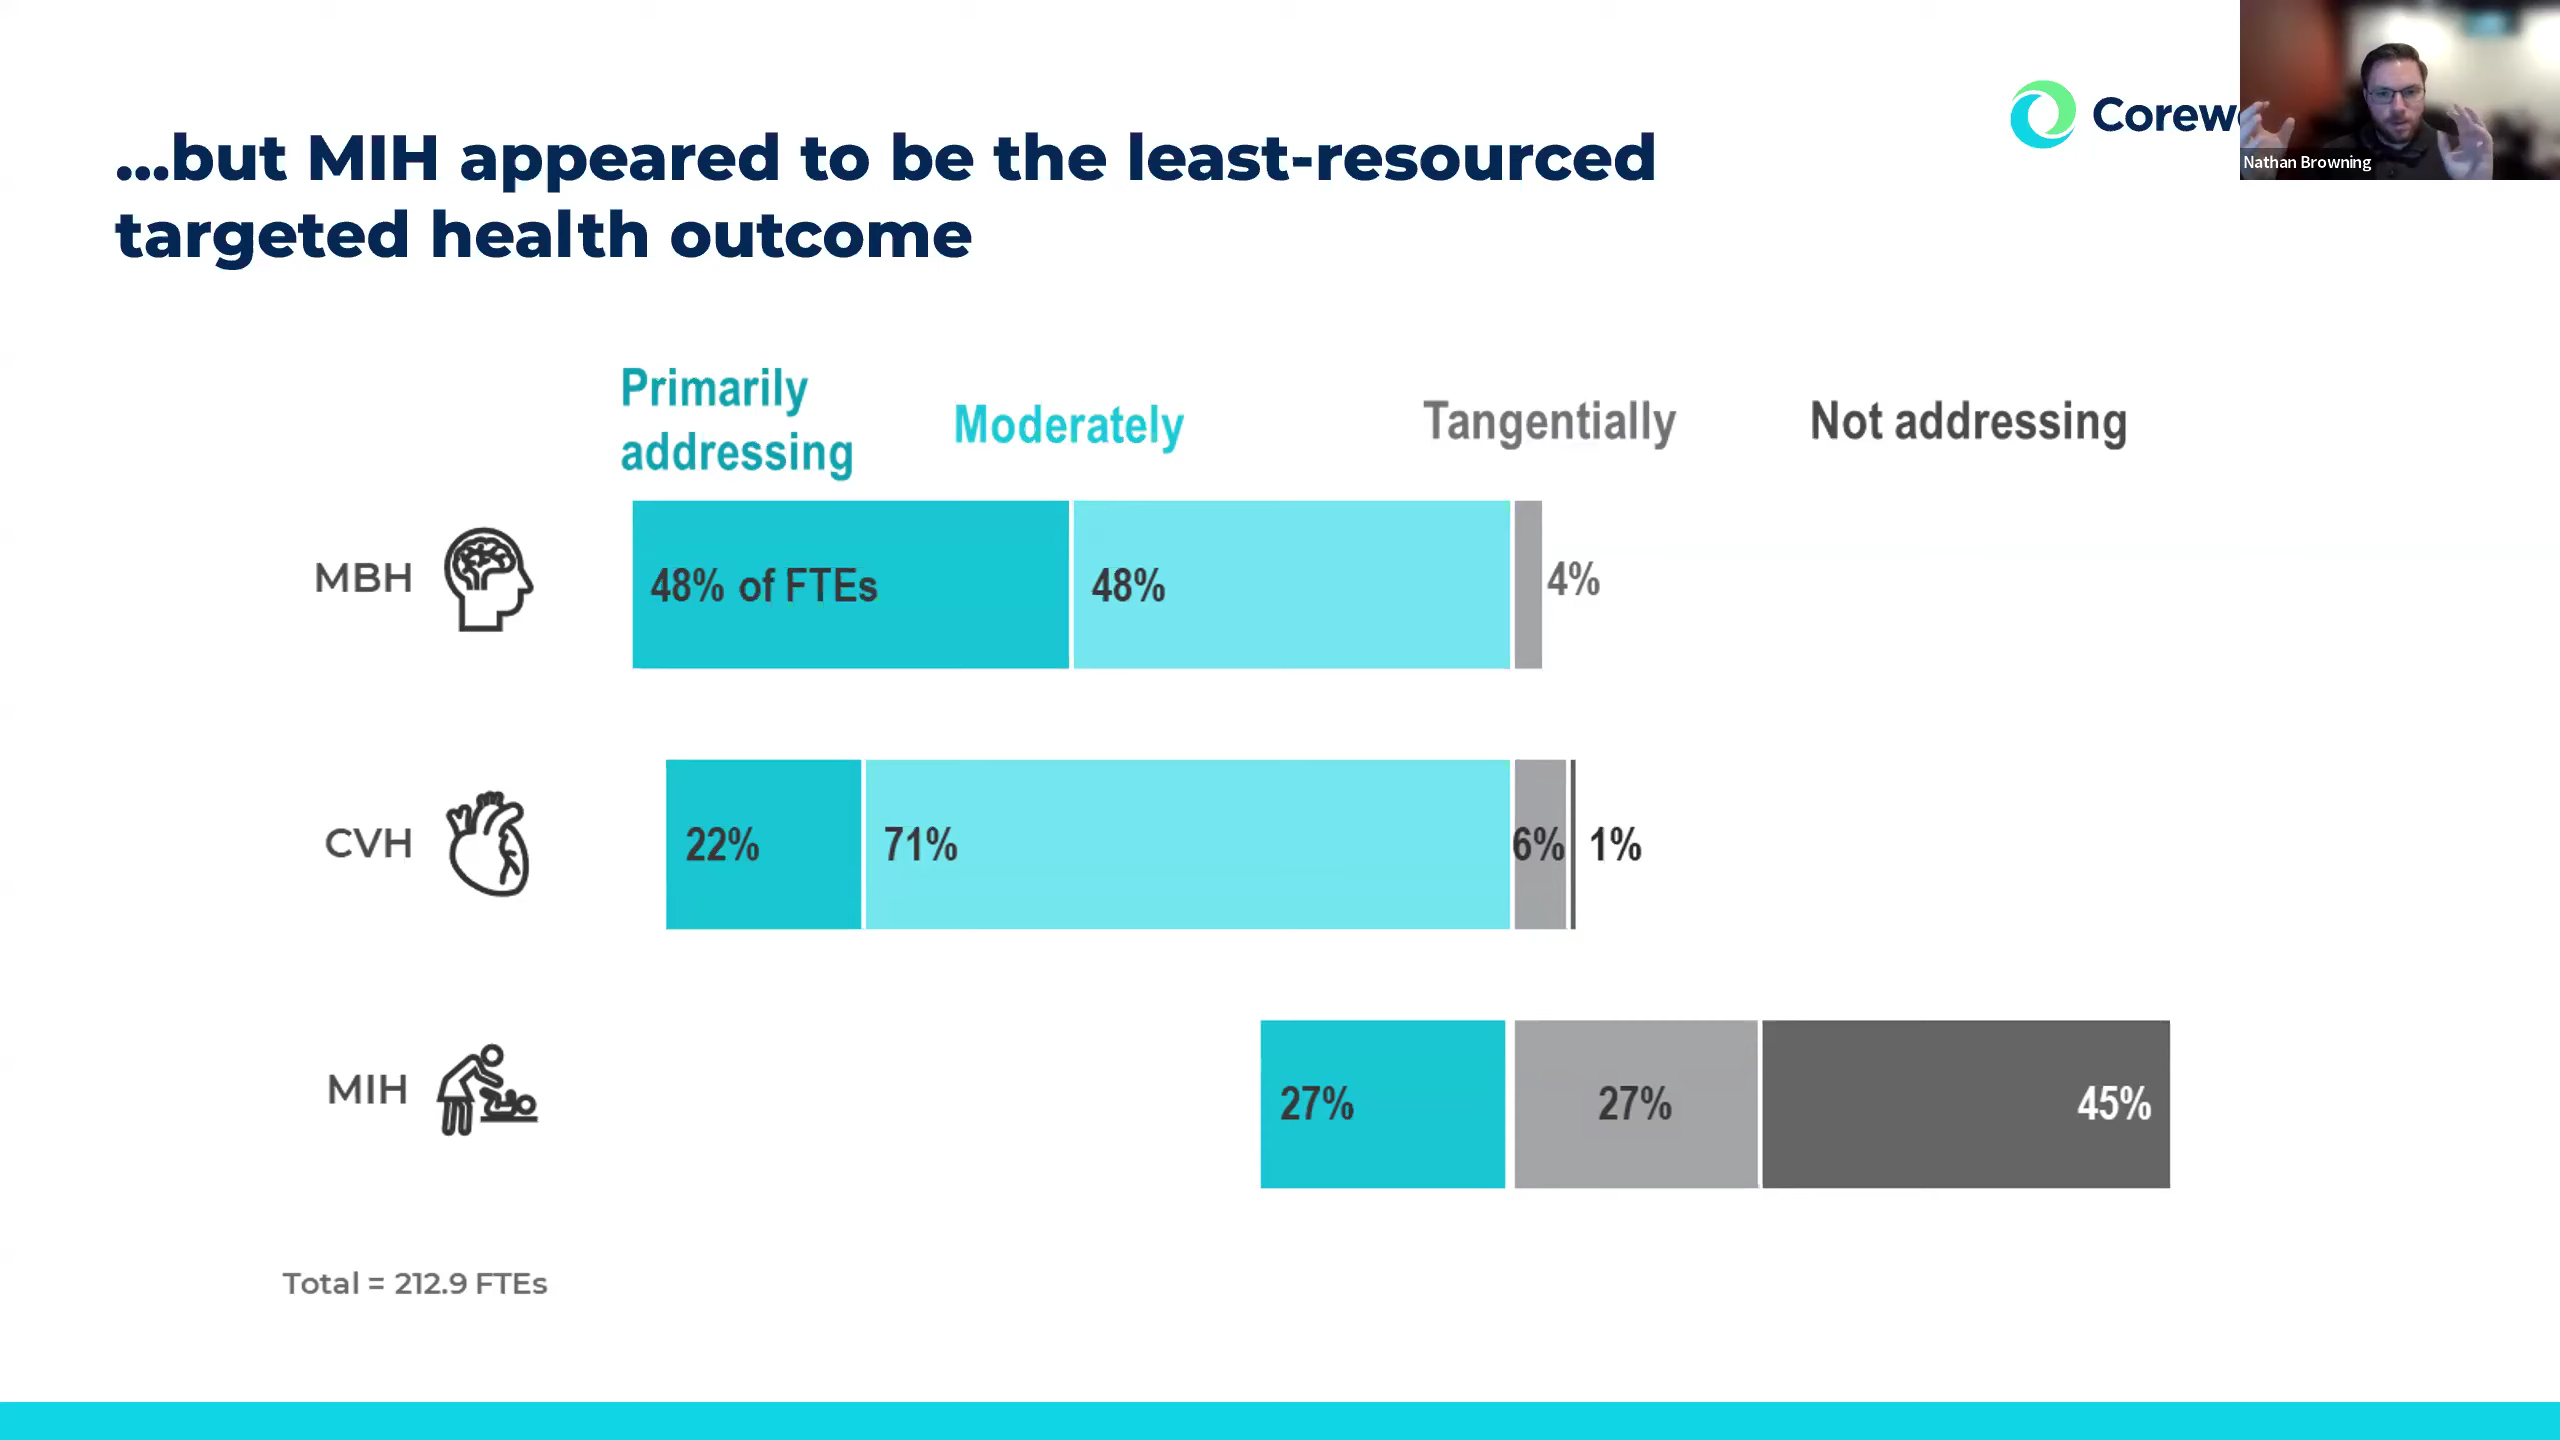 ...but MIH appeared to be the least-resourced
targeted health outcome
Corew
Nathan Browning
Primarily
addressing
Moderately
Tangentially
Not addressing
MBH
48% of FTEs
48%
4%
CVH
22%
71%
6%
1%
MIH
27%
27%
45%
Total = 212.9 FTEs